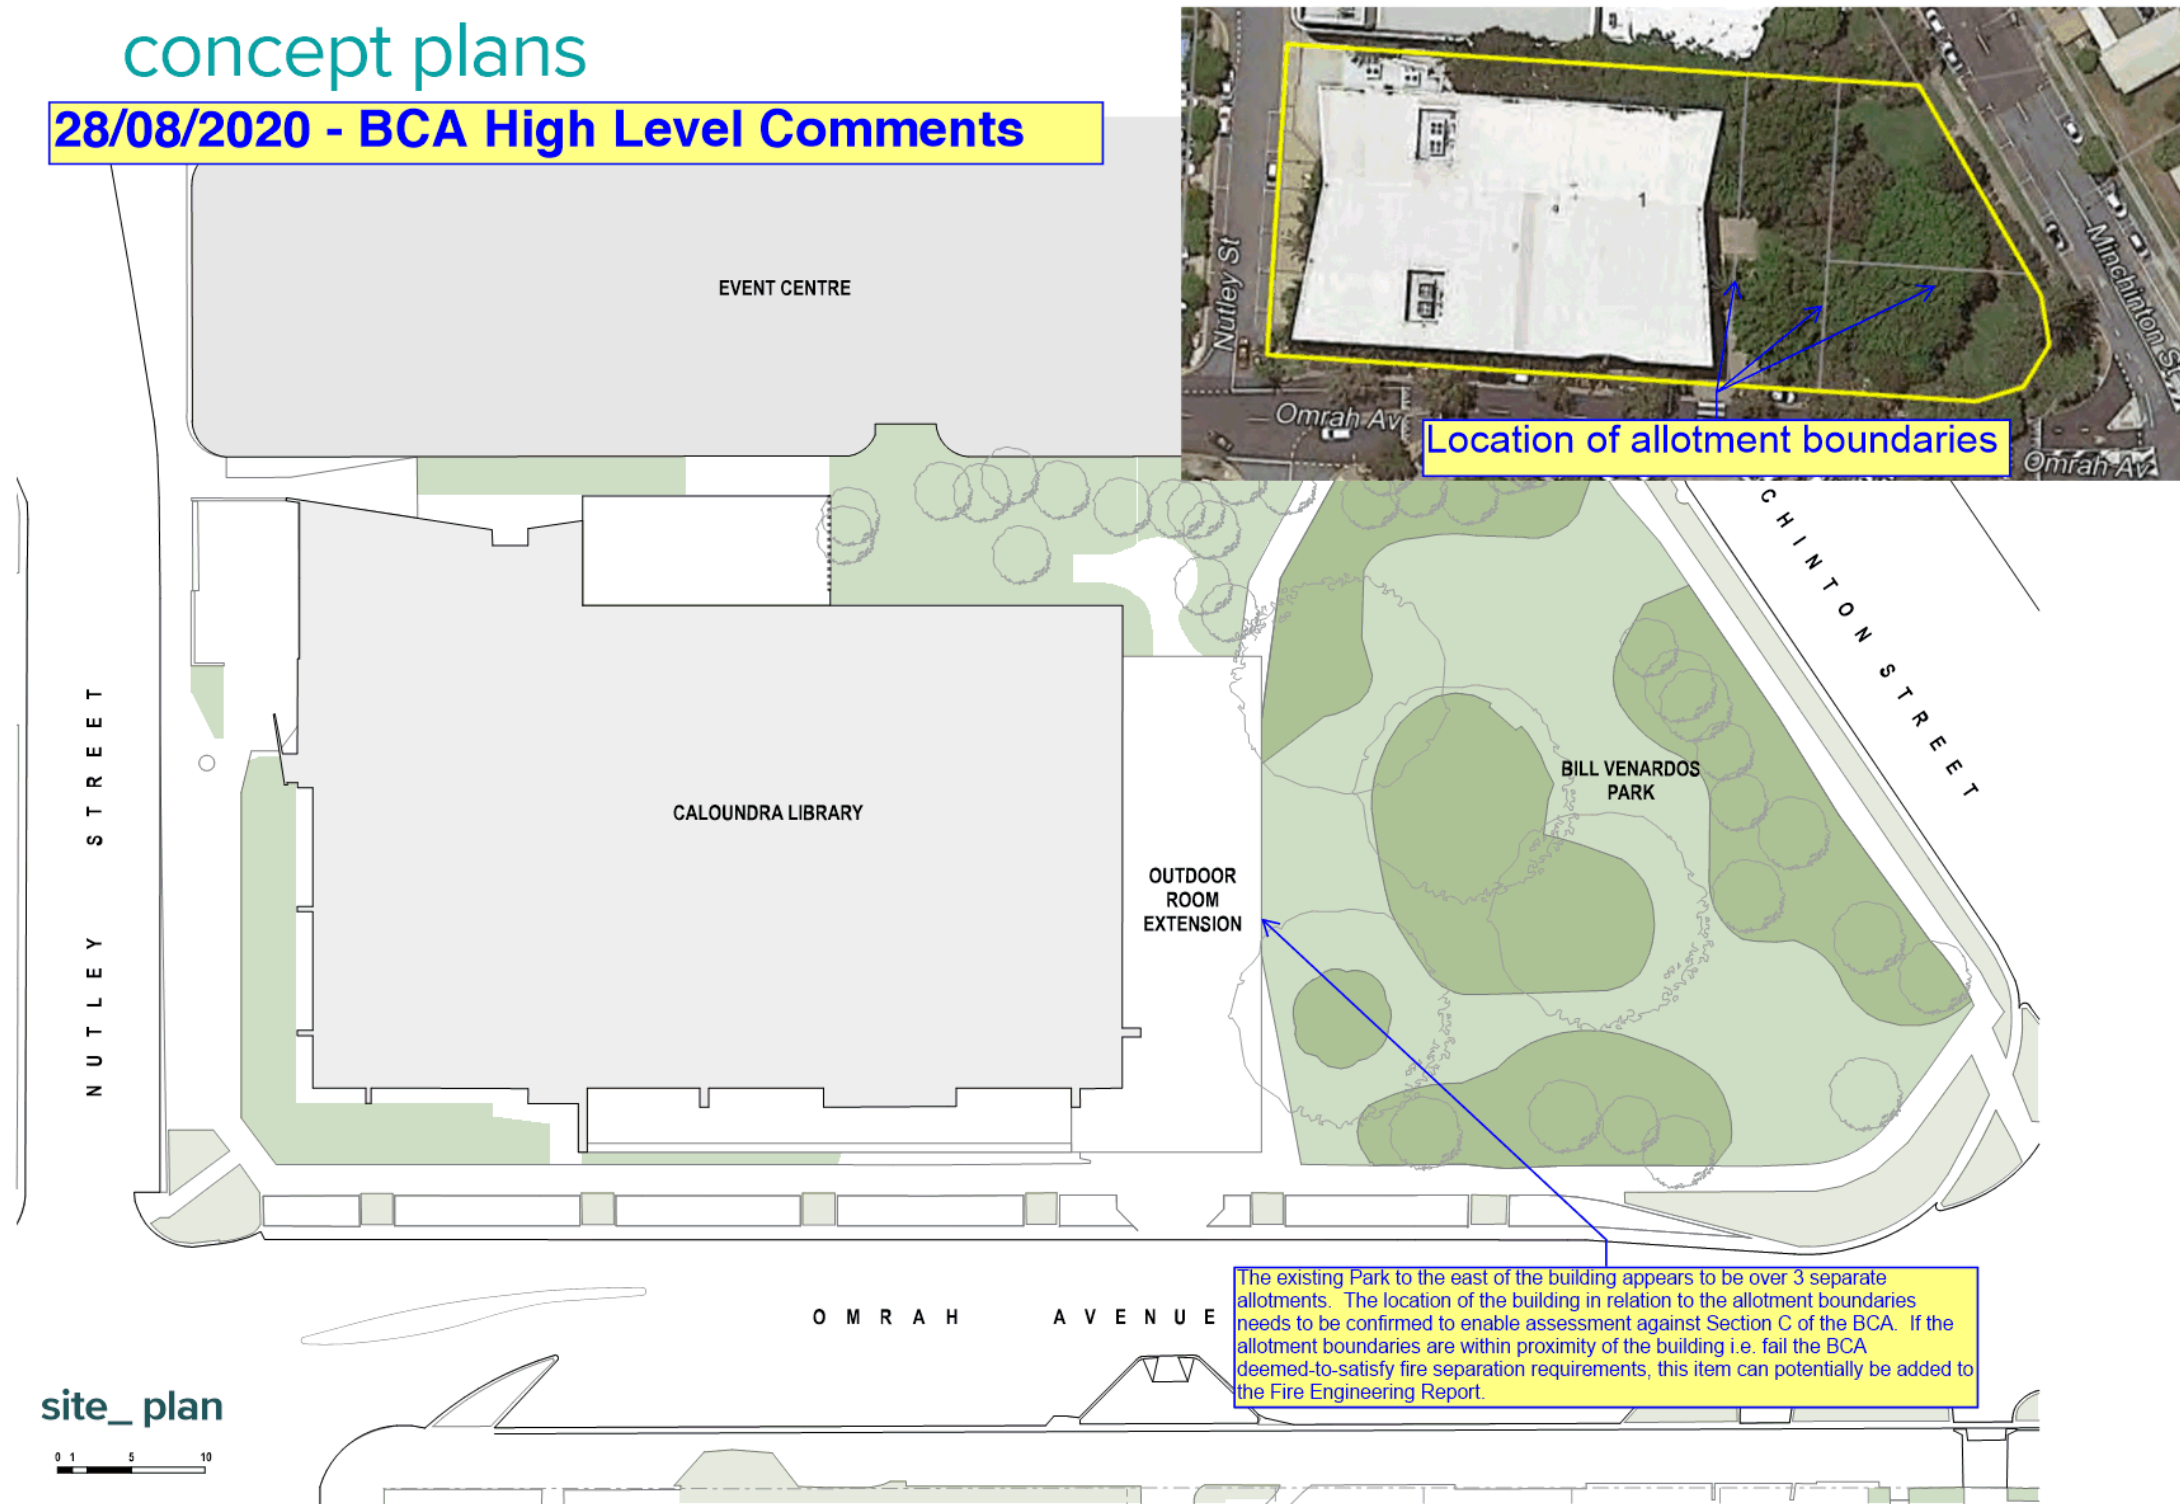 concept plans
28/08/2020 - BCA High Level Comments
EVENT CENTRE
1
Nutley St
Minchinton St
Omrah Av
Omrah Av
Location of allotment boundaries
CHINTON STREET
NUTLEY STREET
CALOUNDRA LIBRARY
BILL VENARDOS
PARK
OUTDOOR
ROOM
EXTENSION
OMRAH AVENUE
The existing Park to the east of the building appears to be over 3 separate
allotments. The location of the building in relation to the allotment boundaries
needs to be confirmed to enable assessment against Section C of the BCA. If the
allotment boundaries are within proximity of the building i.e. fail the BCA
deemed-to-satisfy fire separation requirements, this item can potentially be added to
the Fire Engineering Report.
site_ plan
0 1 5 10